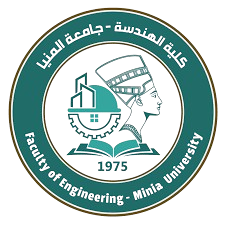 كلية الهندسة - جامعة المنيا
1975
Faculty of Engineering - Minia University